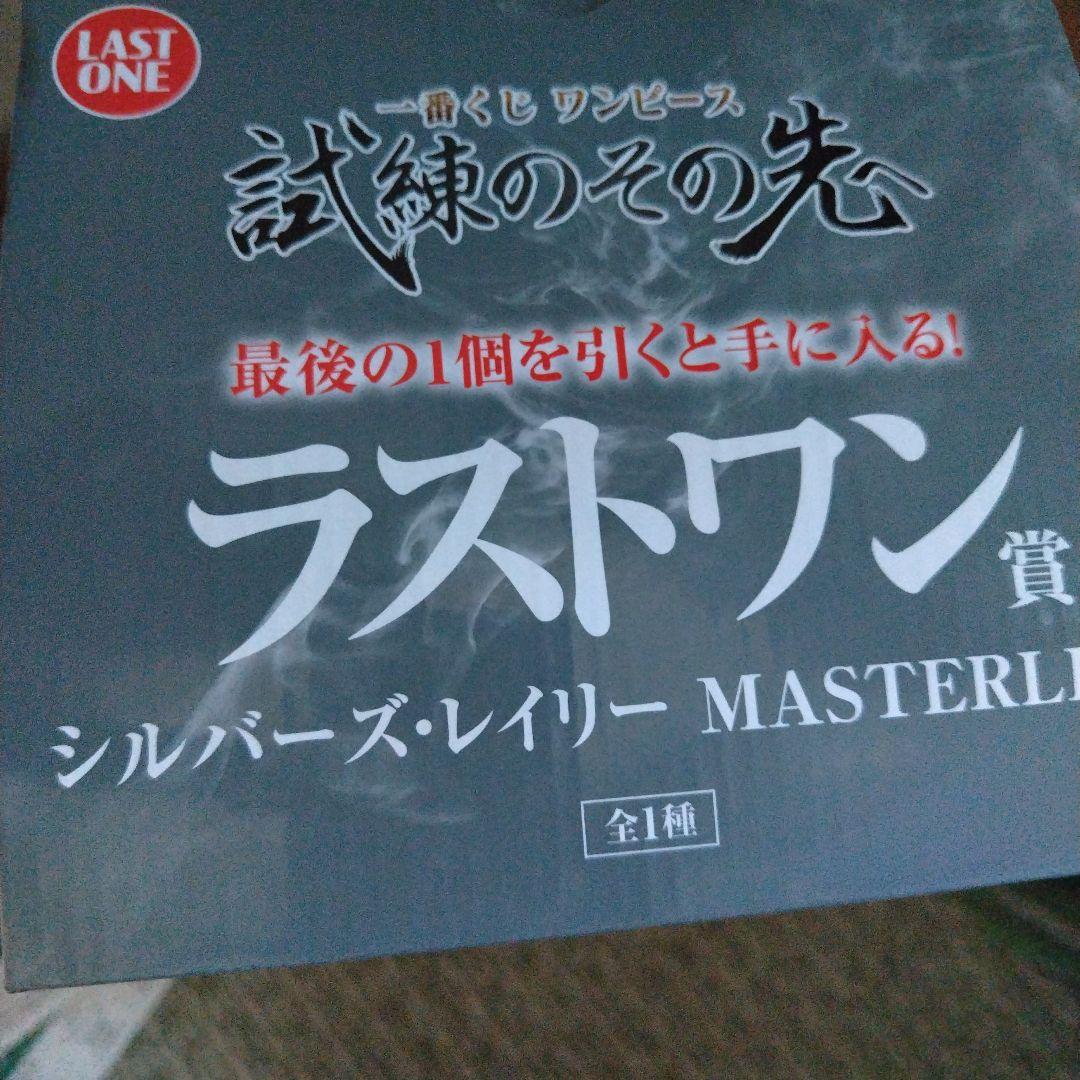 LAST
ONE
一番くじ ワンピース
試練のその先へ
最後の1個を引くと手に入る!
ラストワン賞
シルバーズ・レイリー
全1種